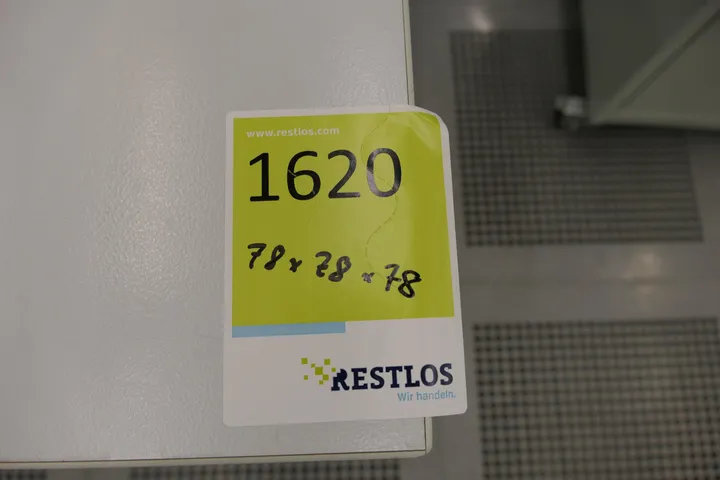 www.restlos.com
1620
78 x 78 x 78
RESTLOS
Wir handeln.